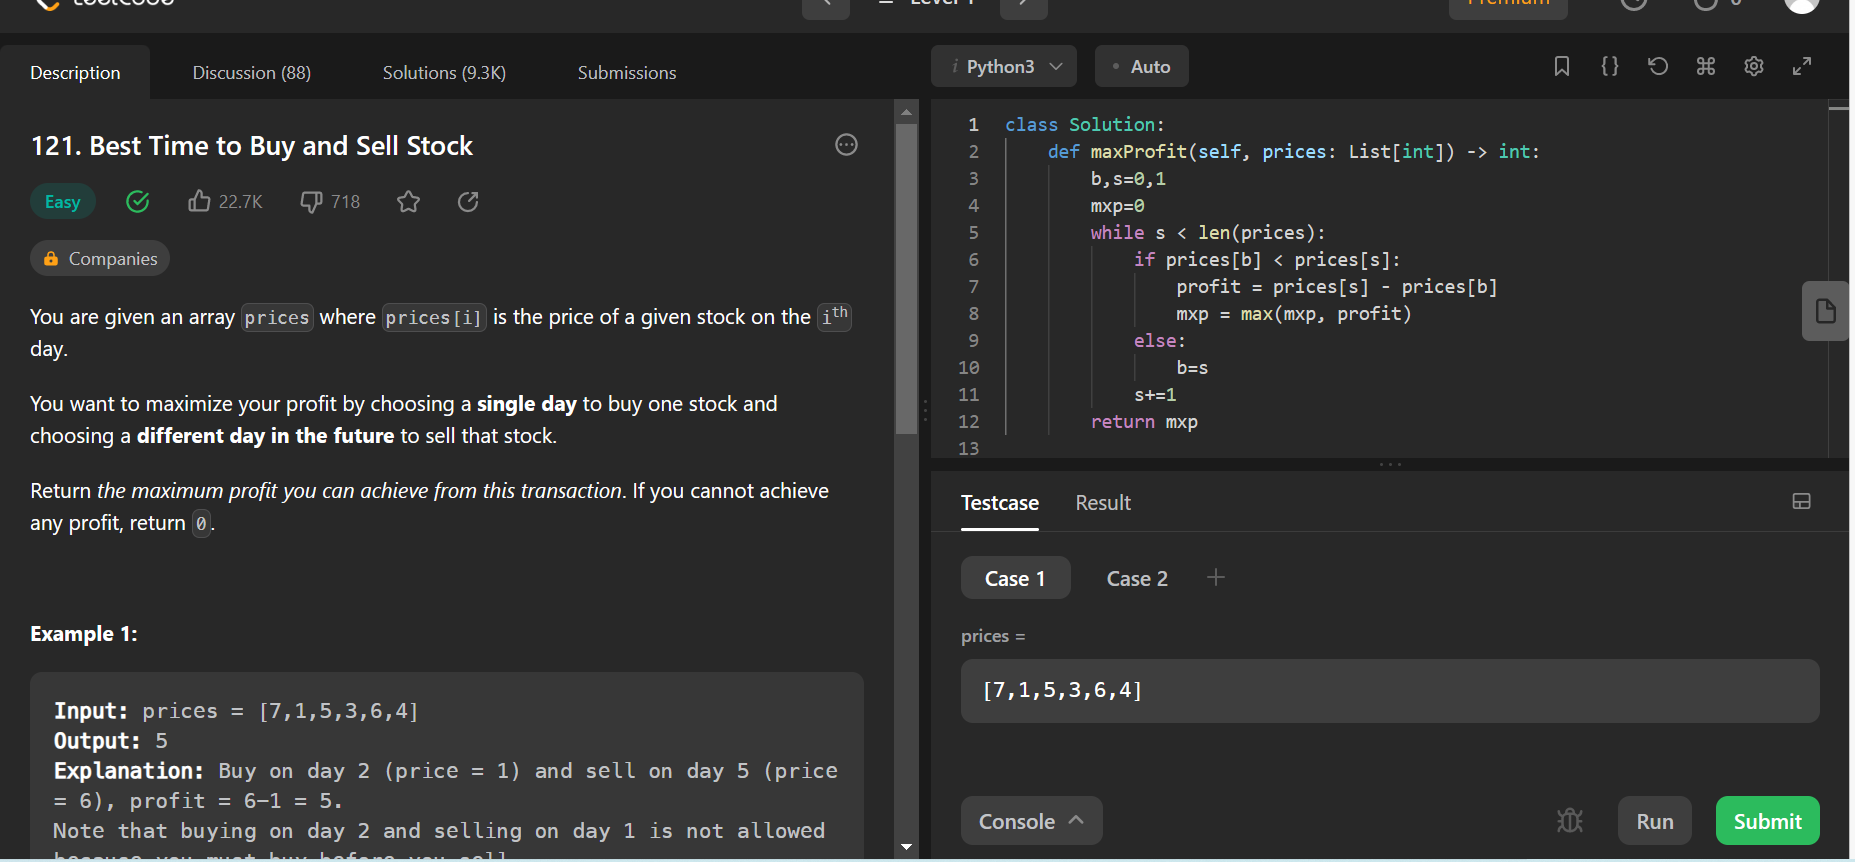 Description
Discussion (88)
Solutions (9.3K)
Submissions
121. Best Time to Buy and Sell Stock
Easy
22.7K
718
Companies
You are given an array prices where prices[i] is the price of a given stock on the ith
day.
You want to maximize your profit by choosing a single day to buy one stock and
choosing a different day in the future to sell that stock.
Return the maximum profit you can achieve from this transaction. If you cannot achieve
any profit, return 0.
Example 1:
Input: prices = [7,1,5,3,6,4]
Output: 5
Explanation: Buy on day 2 (price = 1) and sell on day 5 (price
= 6), profit = 6-1 = 5.
Note that buying on day 2 and selling on day 1 is not allowed
because you must buy before you sell.
i Python3
Auto
1 class Solution:
2 def maxProfit(self, prices: List[int]) -> int:
3 b,s=0,1
4 mxp=0
5 while s < len(prices):
6 if prices[b] < prices[s]:
7 profit = prices[s] - prices[b]
8 mxp = max(mxp, profit)
9 else:
10 b=s
11 s+=1
12 return mxp
13
Testcase
Result
Case 1
Case 2
+
prices =
[7,1,5,3,6,4]
Console
Run
Submit